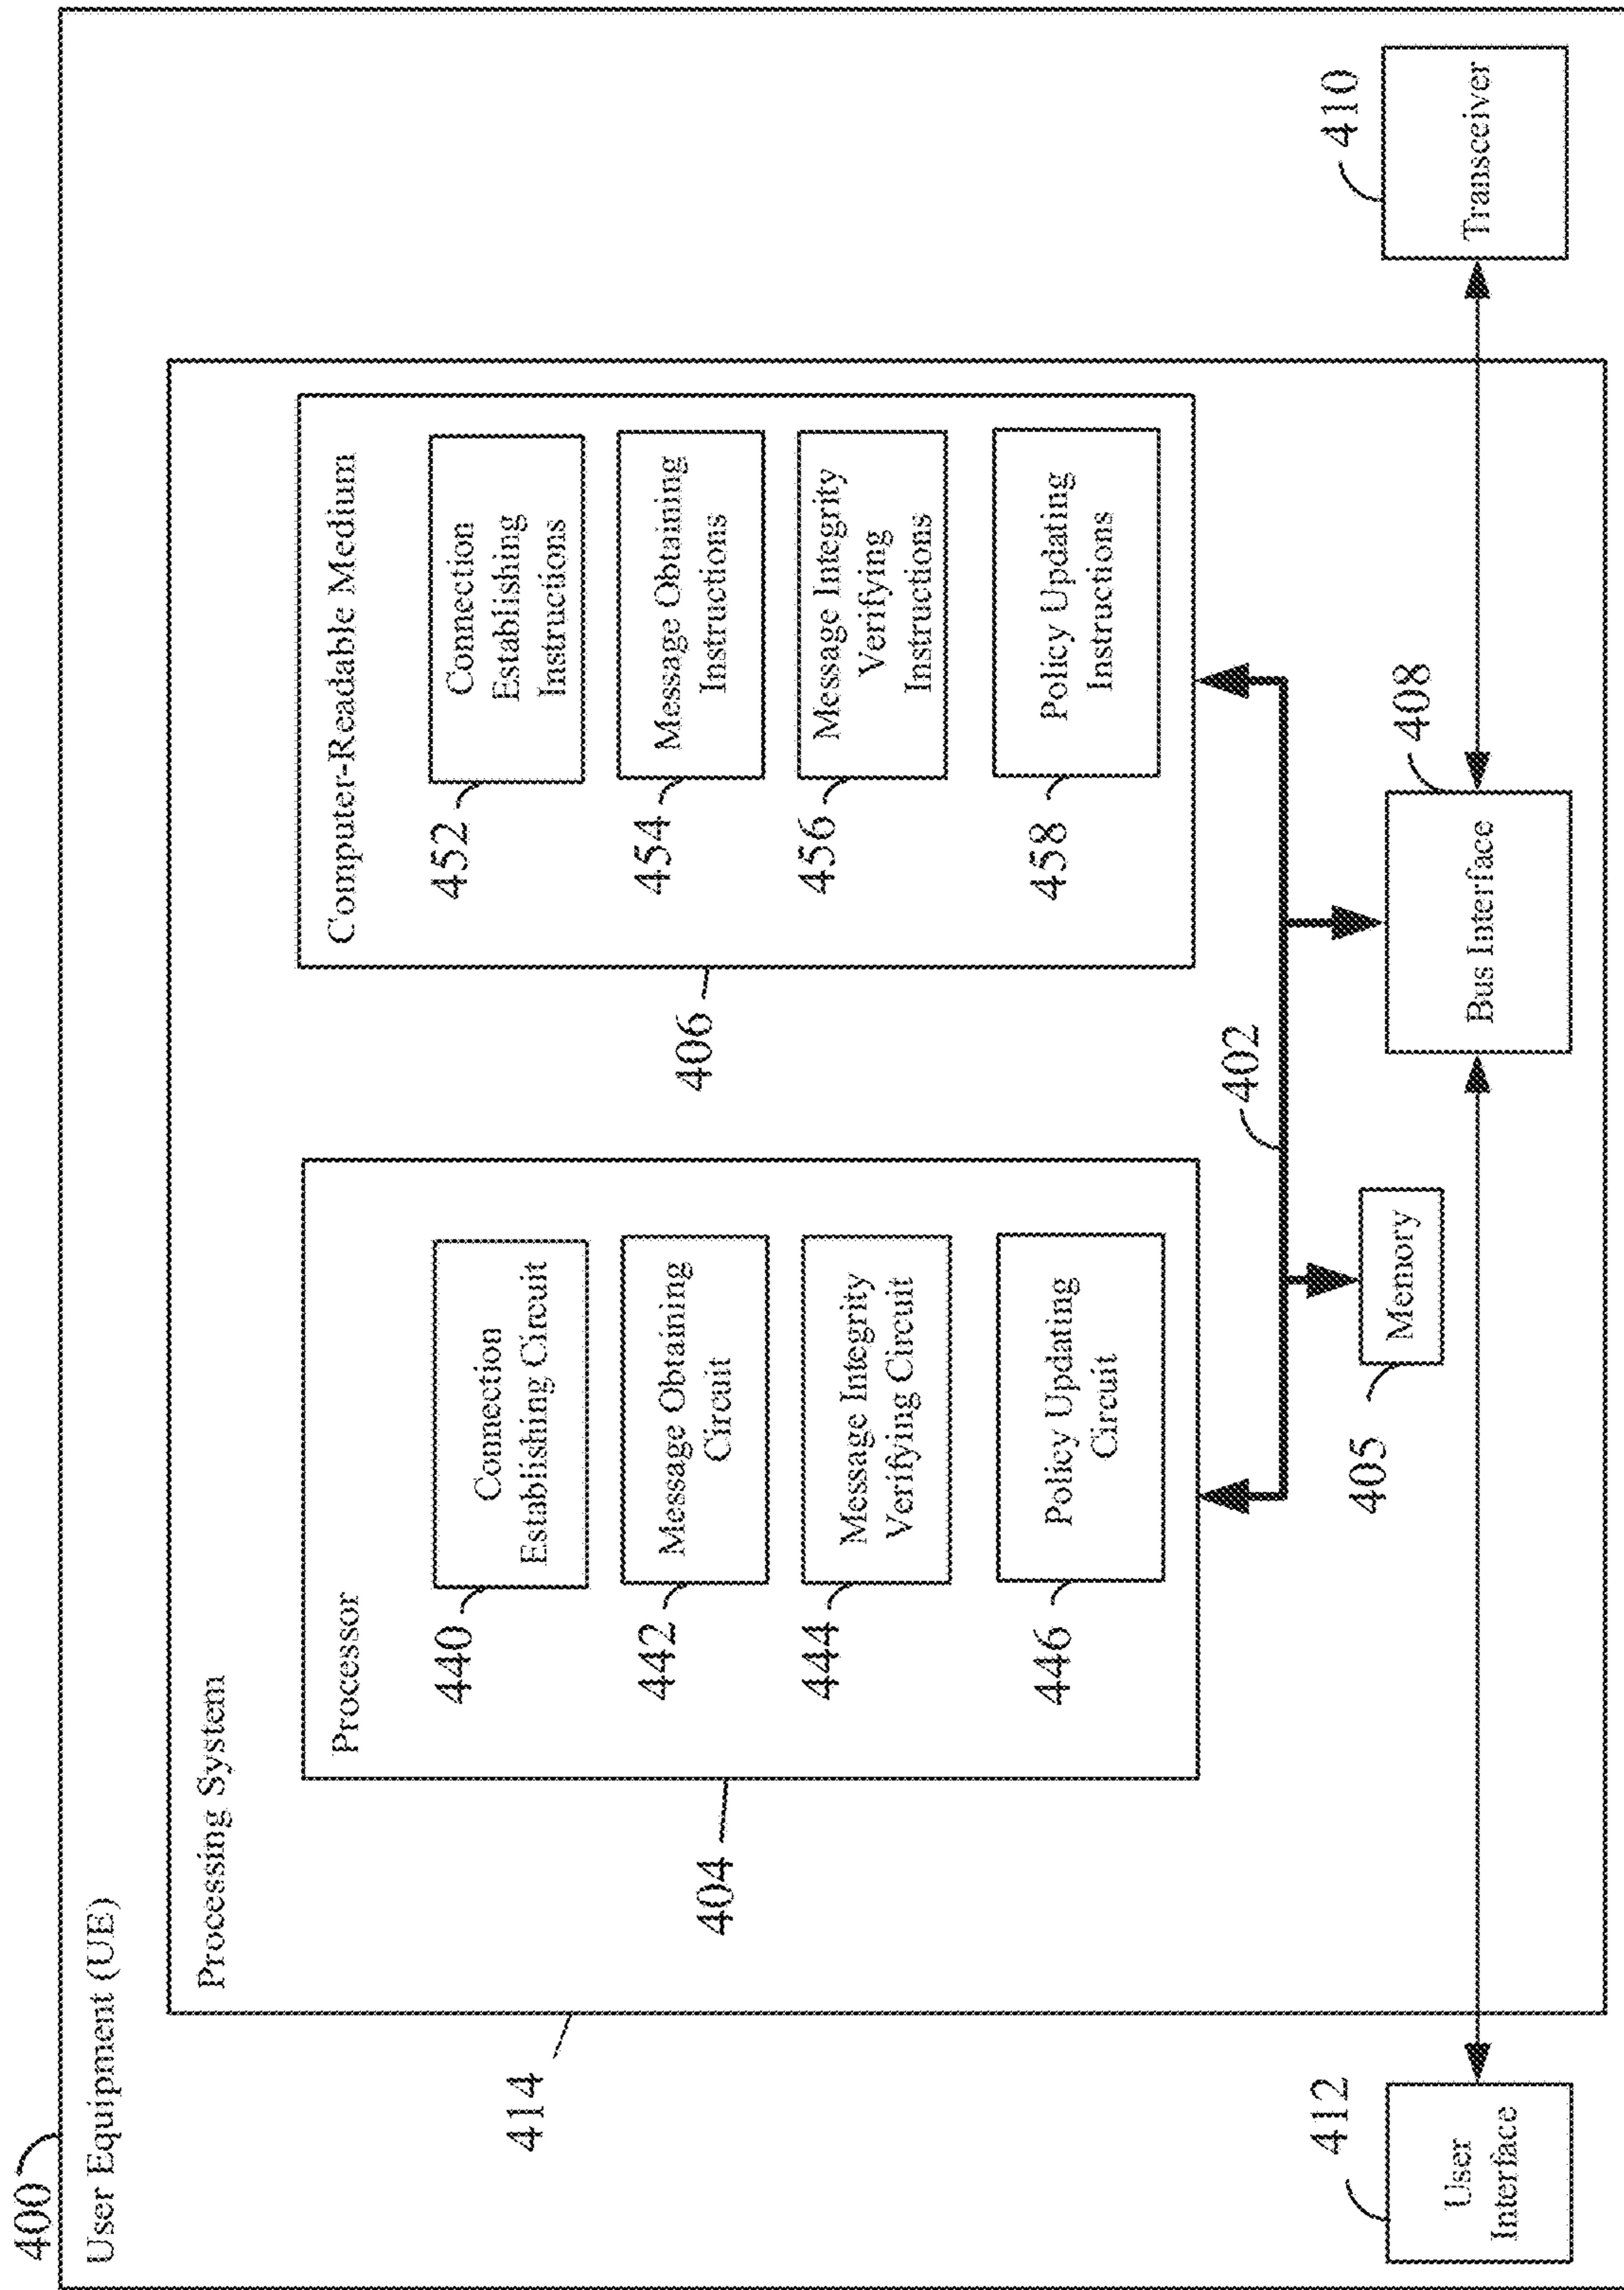 400
User Equipment (UE)
Processing System
414
Processor
404
440
Connection
Establishing Circuit
442
Message Obtaining
Circuit
444
Message Integrity
Verifying Circuit
446
Policy Updating
Circuit
Computer-Readable Medium
406
452
Connection
Establishing
Instructions
454
Message Obtaining
Instructions
456
Message Integrity
Verifying
Instructions
458
Policy Updating
Instructions
402
405
Memory
408
Bus Interface
412
User
Interface
410
Transceiver